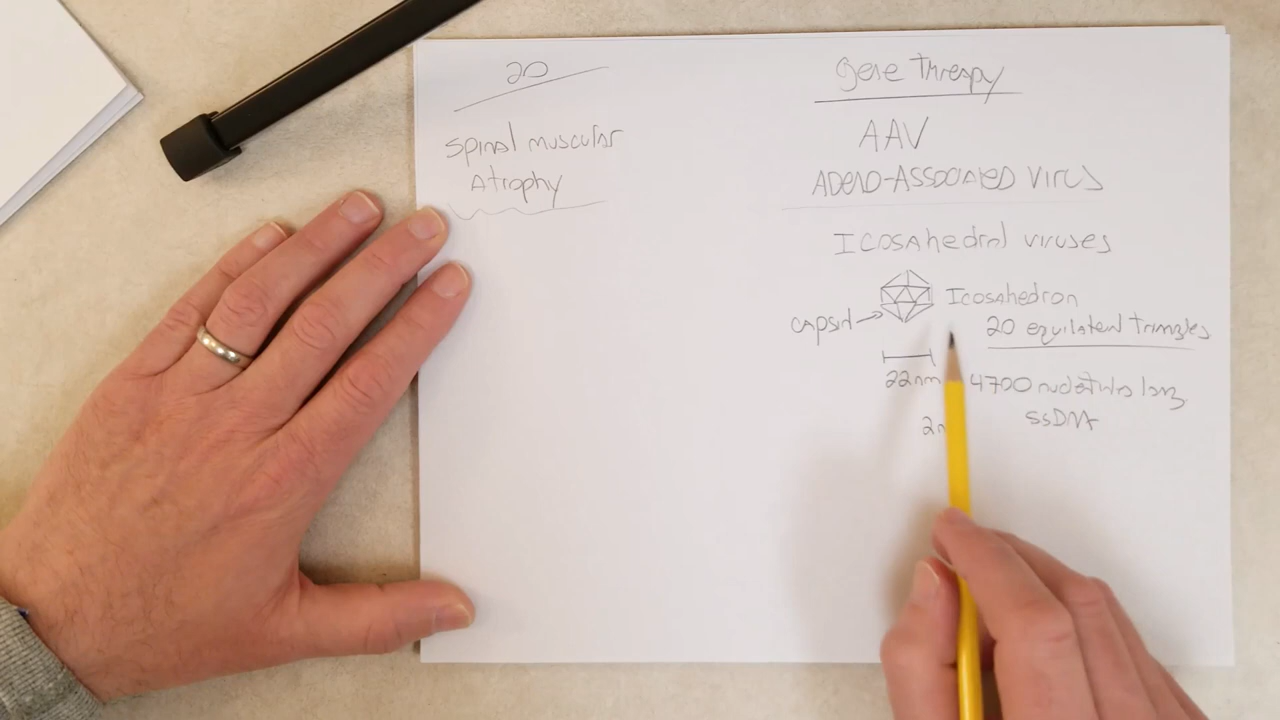 20
Spinal muscular
Atrophy
Gene Therapy
AAV
ADENO-ASSOCIATED VIRUS
Icosahedral viruses
Icosahedron
capsid
20 equilateral triangles
22nm
4700 nucleotides long
ssDNA
2n